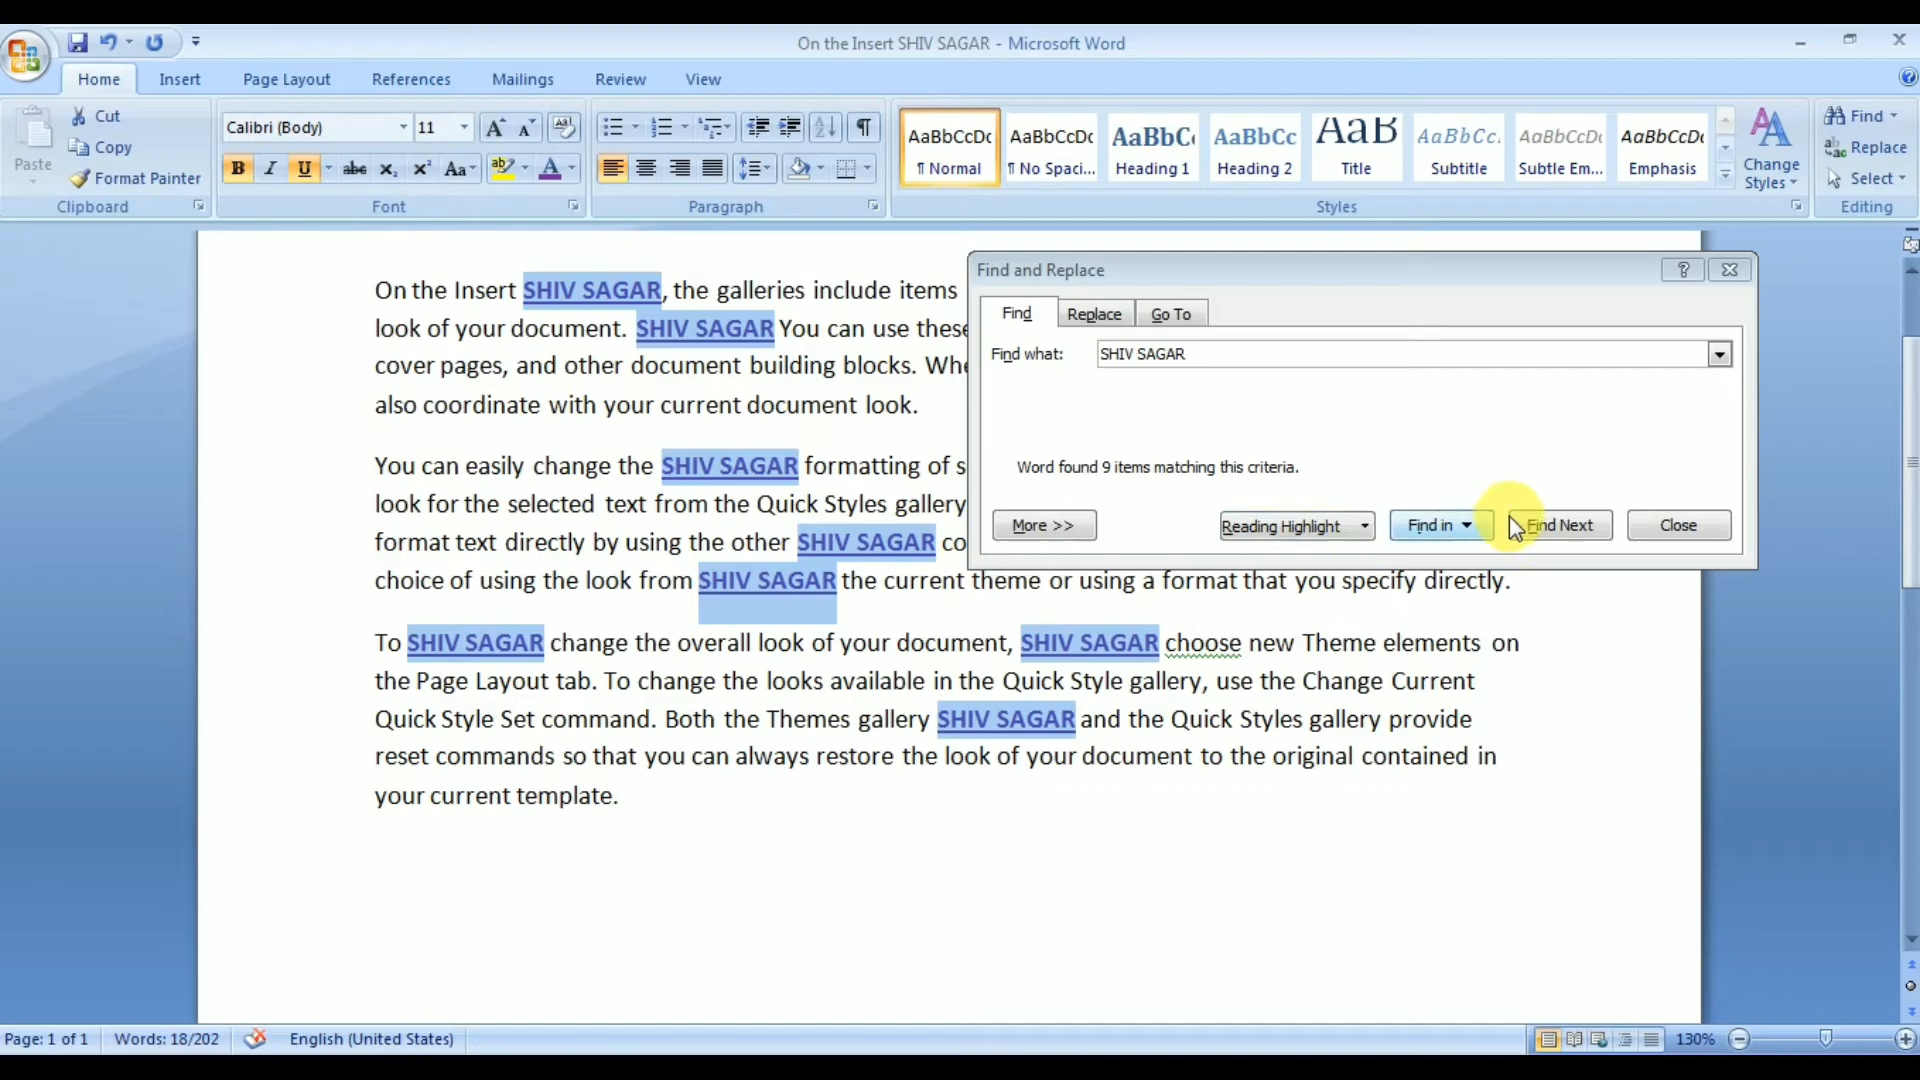 On the Insert SHIV SAGAR - Microsoft Word
Home Insert Page Layout References Mailings Review View
Cut
Copy
Format Painter
Paste
Clipboard
Calibri (Body) 11
B I U abc x₂ x² Aa ab A
Font
Paragraph
AaBbCcDc AaBbCcDc AaBbCc AaBbCc AaB AaBbCc. AaBbCcDc AaBbCcDc
¶ Normal ¶ No Spaci... Heading 1 Heading 2 Title Subtitle Subtle Em... Emphasis
Change
Styles
Styles
Find
Replace
Select
Editing
On the Insert SHIV SAGAR, the galleries include items
look of your document. SHIV SAGAR You can use these
cover pages, and other document building blocks. Whe
also coordinate with your current document look.
You can easily change the SHIV SAGAR formatting of s
look for the selected text from the Quick Styles gallery
format text directly by using the other SHIV SAGAR co
choice of using the look from SHIV SAGAR the current theme or using a format that you specify directly.
To SHIV SAGAR change the overall look of your document, SHIV SAGAR choose new Theme elements on
the Page Layout tab. To change the looks available in the Quick Style gallery, use the Change Current
Quick Style Set command. Both the Themes gallery SHIV SAGAR and the Quick Styles gallery provide
reset commands so that you can always restore the look of your document to the original contained in
your current template.
Find and Replace
Find Replace Go To
Find what: SHIV SAGAR
Word found 9 items matching this criteria.
More >> Reading Highlight Find in Find Next Close
Page: 1 of 1 Words: 18/202 English (United States) 130%